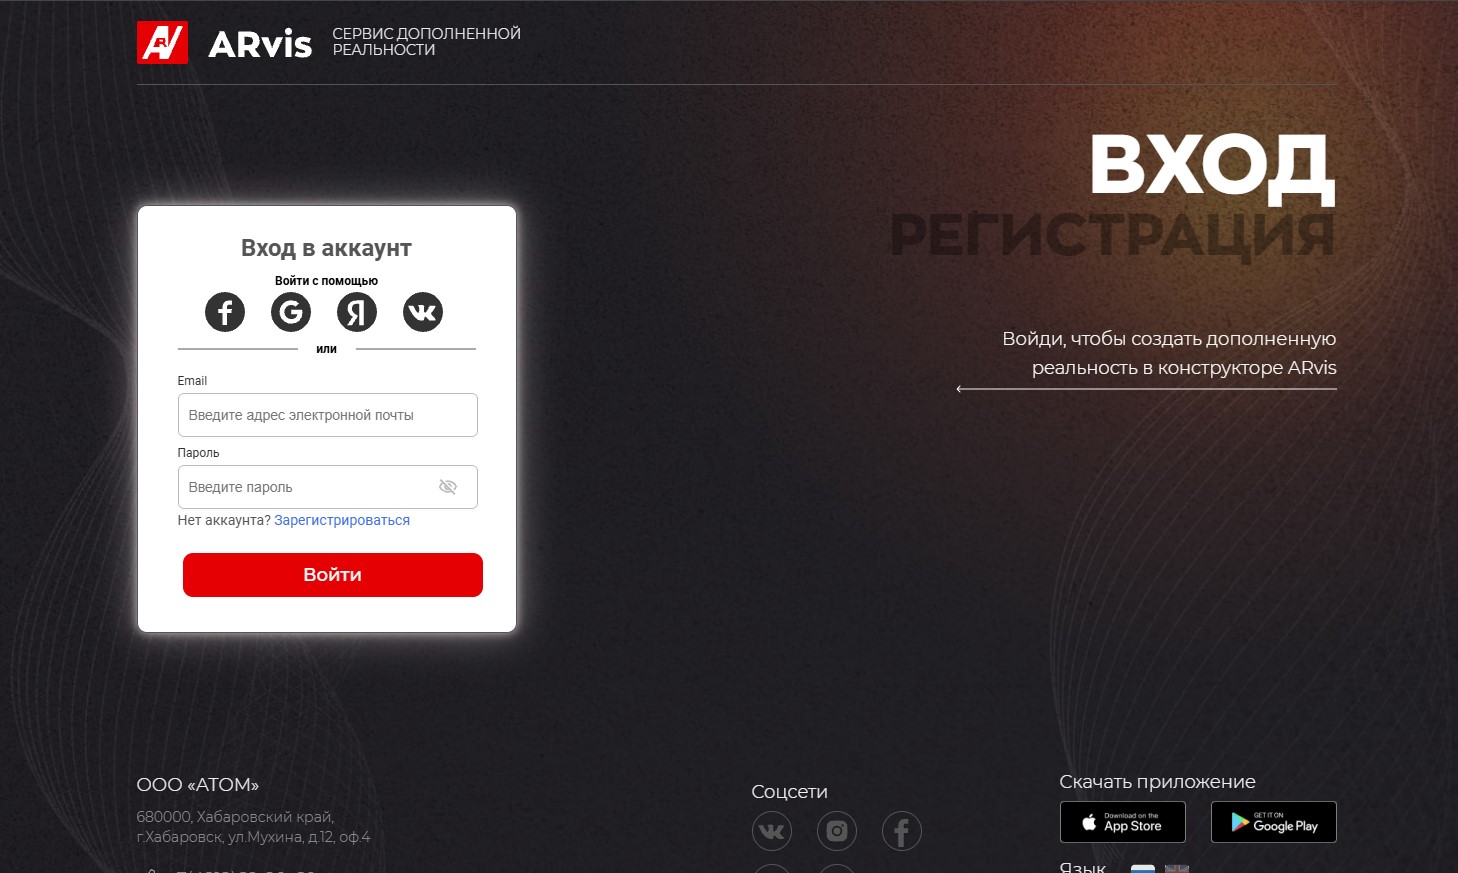 ARvis
СЕРВИС ДОПОЛНЕННОЙ
РЕАЛЬНОСТИ
ВХОД
РЕГИСТРАЦИЯ
Войди, чтобы создать дополненную
реальность в конструкторе ARvis
Вход в аккаунт
Войти с помощью
или
Email
Введите адрес электронной почты
Пароль
Введите пароль
Нет аккаунта? Зарегистрироваться
Войти
ООО «АТОМ»
680000, Хабаровский край,
г.Хабаровск, ул.Мухина, д.12, оф.4
Соцсети
Скачать приложение
Download on the
App Store
GET IT ON
Google Play
Язык